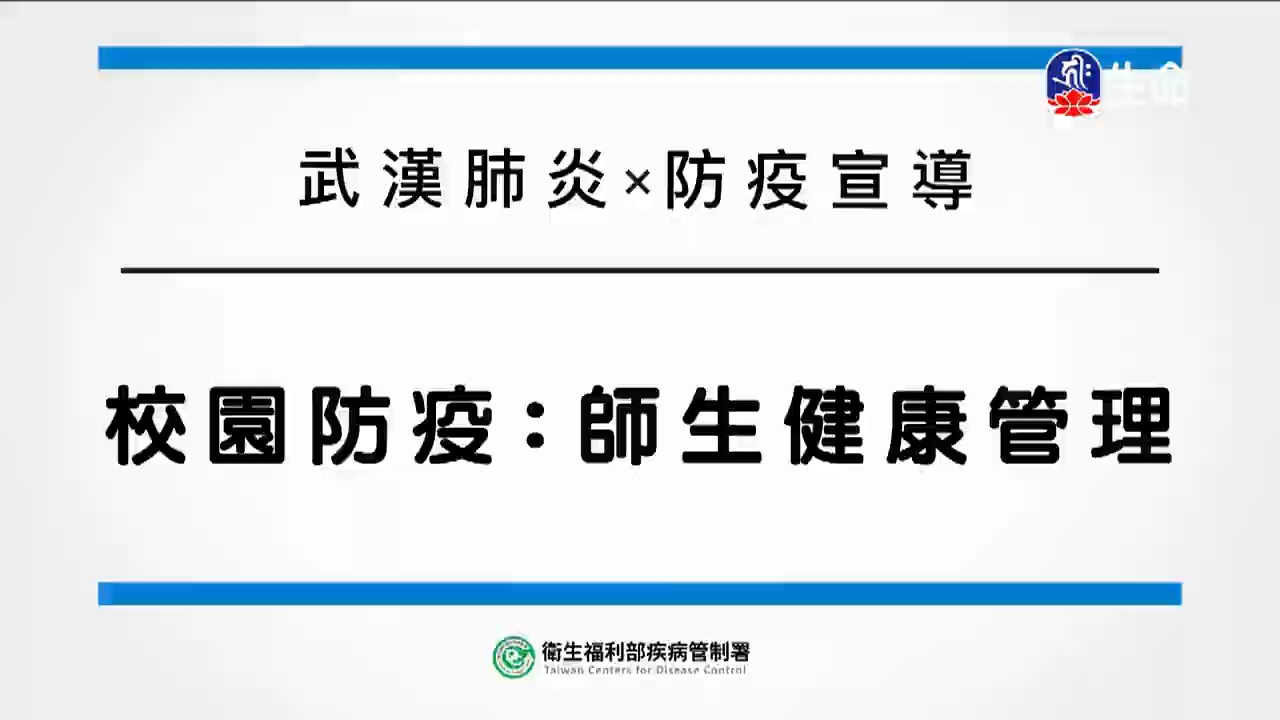 生命
武漢肺炎×防疫宣導
校園防疫：師生健康管理
衛生福利部疾病管制署
Taiwan Centers for Disease Control